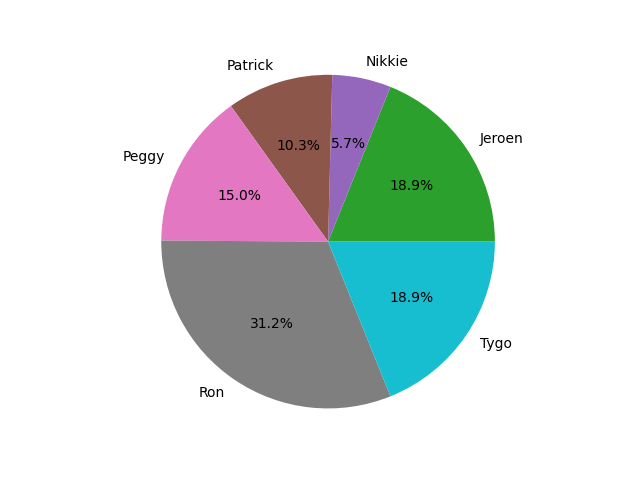 Nikkie
Patrick
Jeroen
5.7%
10.3%
Peggy
18.9%
15.0%
18.9%
31.2%
Tygo
Ron